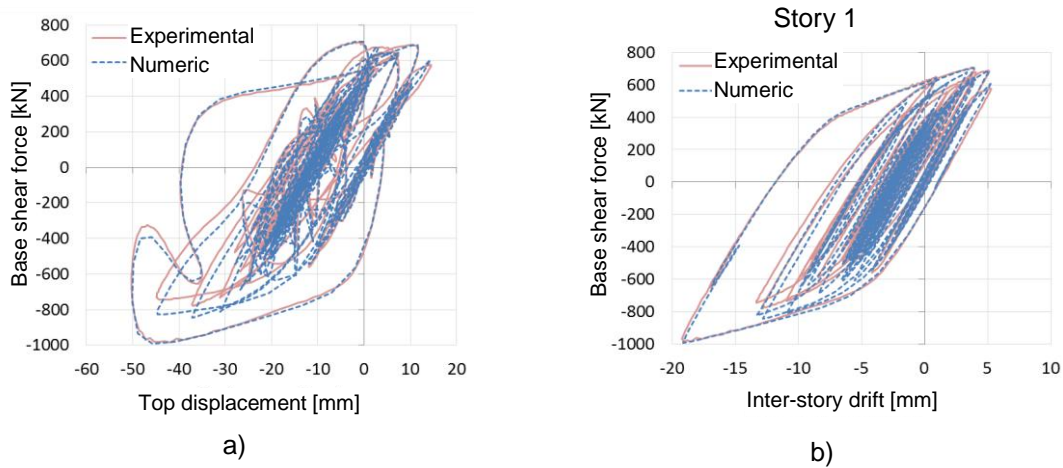 800
600
400
200
0
-200
-400
-600
-800
-1000
Base shear force [kN]
Experimental
Numeric
-60 -50 -40 -30 -20 -10 0 10 20
Top displacement [mm]
a)
Story 1
800
600
400
200
0
-200
-400
-600
-800
-1000
Base shear force [kN]
Experimental
Numeric
-20 -15 -10 -5 0 5 10
Inter-story drift [mm]
b)